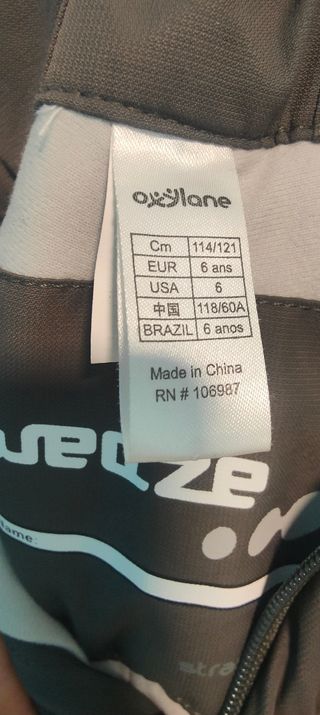 oxylane
Cm 114/121
EUR 6 ans
USA 6
中国 118/60A
BRAZIL 6 anos
Made in China
RN # 106987
stra